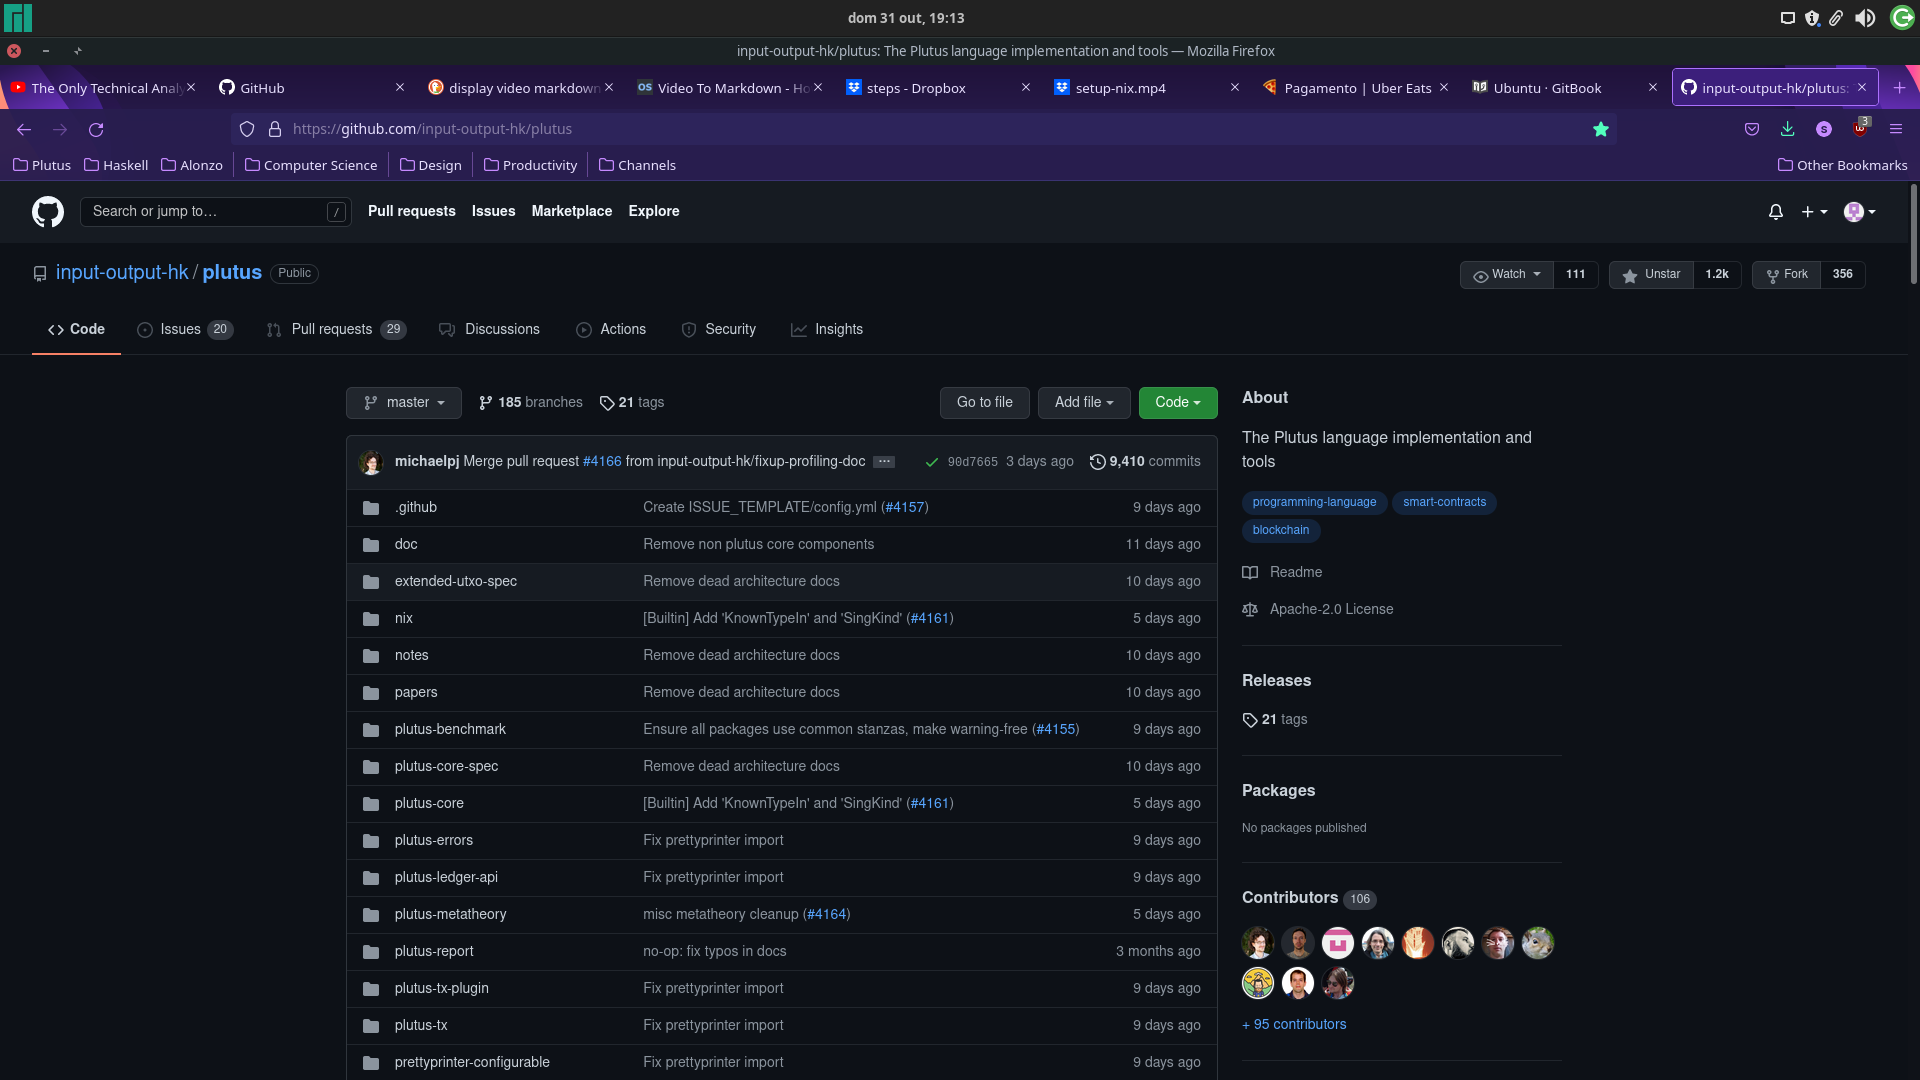 dom 31 out, 19:13
input-output-hk/plutus: The Plutus language implementation and tools — Mozilla Firefox
The Only Technical Analy
GitHub
display video markdown
OS Video To Markdown - Ho
steps - Dropbox
setup-nix.mp4
Pagamento | Uber Eats
Ubuntu · GitBook
input-output-hk/plutus:
https://github.com/input-output-hk/plutus
S
3
Plutus Haskell Alonzo Computer Science Design Productivity Channels Other Bookmarks
Search or jump to… / Pull requests Issues Marketplace Explore
input-output-hk / plutus Public
Watch 111 Unstar 1.2k Fork 356
Code Issues 20 Pull requests 29 Discussions Actions Security Insights
master 185 branches 21 tags Go to file Add file Code
michaelpj Merge pull request #4166 from input-output-hk/fixup-profiling-doc ... 90d7665 3 days ago 9,410 commits
.github Create ISSUE_TEMPLATE/config.yml (#4157) 9 days ago
doc Remove non plutus core components 11 days ago
extended-utxo-spec Remove dead architecture docs 10 days ago
nix [Builtin] Add 'KnownTypeIn' and 'SingKind' (#4161) 5 days ago
notes Remove dead architecture docs 10 days ago
papers Remove dead architecture docs 10 days ago
plutus-benchmark Ensure all packages use common stanzas, make warning-free (#4155) 9 days ago
plutus-core-spec Remove dead architecture docs 10 days ago
plutus-core [Builtin] Add 'KnownTypeIn' and 'SingKind' (#4161) 5 days ago
plutus-errors Fix prettyprinter import 9 days ago
plutus-ledger-api Fix prettyprinter import 9 days ago
plutus-metatheory misc metatheory cleanup (#4164) 5 days ago
plutus-report no-op: fix typos in docs 3 months ago
plutus-tx-plugin Fix prettyprinter import 9 days ago
plutus-tx Fix prettyprinter import 9 days ago
prettyprinter-configurable Fix prettyprinter import 9 days ago
About
The Plutus language implementation and
tools
programming-language smart-contracts
blockchain
Readme
Apache-2.0 License
Releases
21 tags
Packages
No packages published
Contributors 106
+ 95 contributors